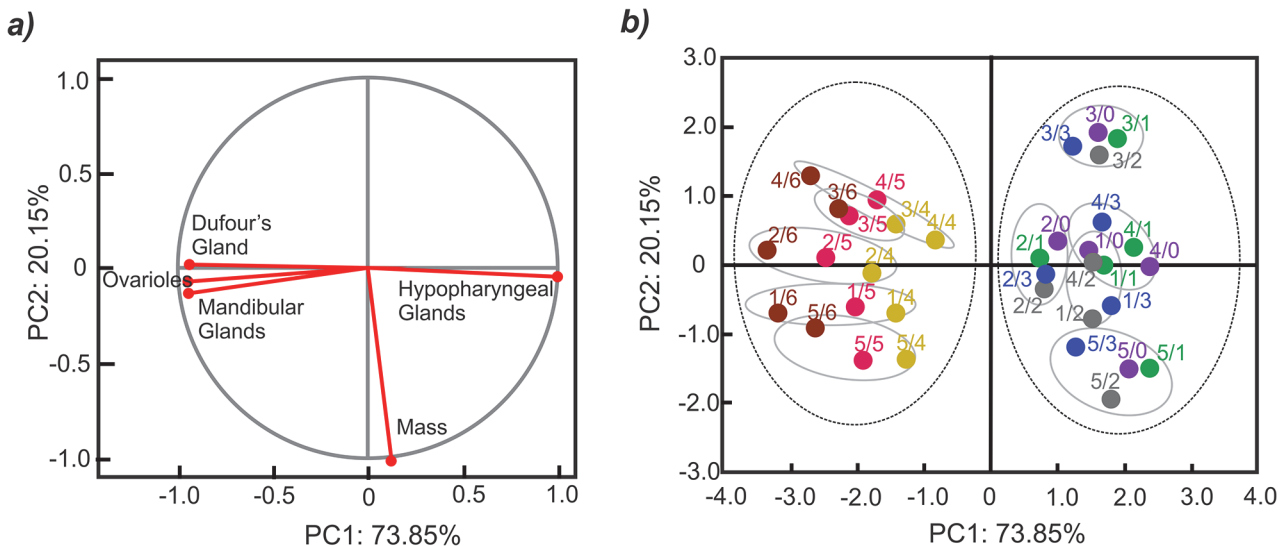 a)
1.0
0.5
0
-0.5
-1.0
PC2: 20.15%
Dufour's
Gland
Ovarioles
Mandibular
Glands
Hypopharyngeal
Glands
Mass
-1.0 -0.5 0 0.5 1.0
PC1: 73.85%
b)
3.0
2.0
1.0
0
-1.0
-2.0
-3.0
PC2: 20.15%
4/6 3/6 4/5
3/5 3/4 4/4
2/6 2/5 2/4
1/6 5/6 1/5 1/4
5/5 5/4
3/3 3/0 3/1
3/2
4/3
2/1 2/0 1/0 4/1 4/0
2/3 4/2 1/1
2/2 1/2 1/3
5/3 5/0 5/1
5/2
-4.0 -3.0 -2.0 -1.0 0 1.0 2.0 3.0 4.0
PC1: 73.85%